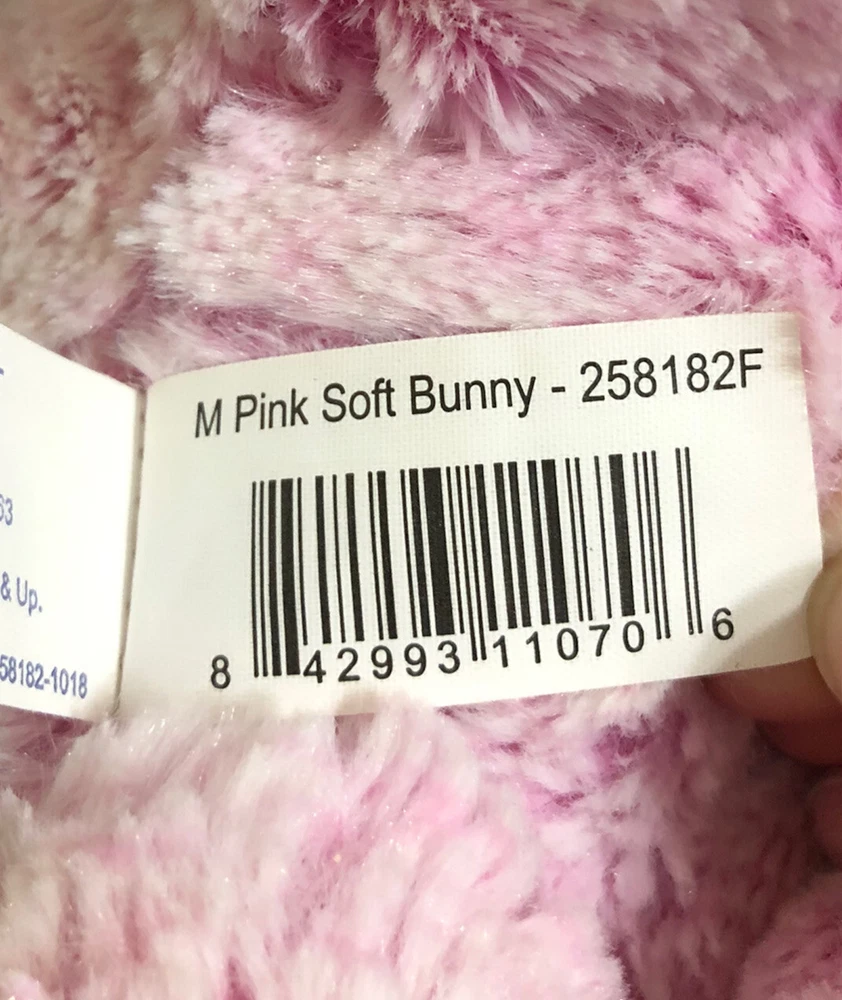 M Pink Soft Bunny - 258182F
63
& Up.
58182-1018
8 42993 11070 6